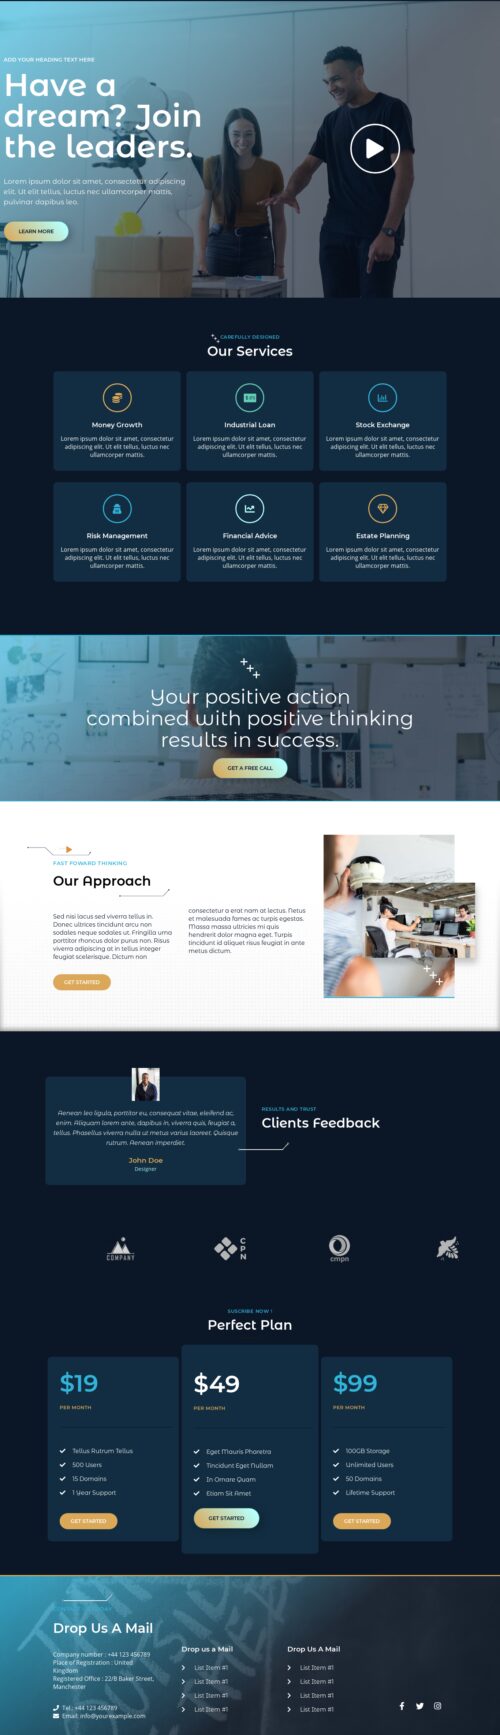 ADD YOUR HEADING TEXT HERE
Have a
dream? Join
the leaders.
Lorem ipsum dolor sit amet, consectetur adipiscing
elit. Ut elit tellus, luctus nec ullamcorper mattis,
pulvinar dapibus leo.
LEARN MORE
CAREFULLY DESIGNED
Our Services
Money Growth
Lorem ipsum dolor sit amet, consectetur
adipiscing elit. Ut elit tellus, luctus nec
ullamcorper mattis.
Industrial Loan
Lorem ipsum dolor sit amet, consectetur
adipiscing elit. Ut elit tellus, luctus nec
ullamcorper mattis.
Stock Exchange
Lorem ipsum dolor sit amet, consectetur
adipiscing elit. Ut elit tellus, luctus nec
ullamcorper mattis.
Risk Management
Lorem ipsum dolor sit amet, consectetur
adipiscing elit. Ut elit tellus, luctus nec
ullamcorper mattis.
Financial Advice
Lorem ipsum dolor sit amet, consectetur
adipiscing elit. Ut elit tellus, luctus nec
ullamcorper mattis.
Estate Planning
Lorem ipsum dolor sit amet, consectetur
adipiscing elit. Ut elit tellus, luctus nec
ullamcorper mattis.
Your positive action
combined with positive thinking
results in success.
GET A FREE CALL
FAST FOWARD THINKING
Our Approach
Sed nisi lacus sed viverra tellus in.
Donec ultrices tincidunt arcu non
sodales neque sodales ut. Fringilla urna
porttitor rhoncus dolor purus non. Risus
viverra adipiscing at in tellus integer
feugiat scelerisque. Dictum non
consectetur a erat nam at lectus. Netus
et malesuada fames ac turpis egestas.
Massa massa ultricies mi quis
hendrerit dolor magna eget. Turpis
tincidunt id aliquet risus feugiat in ante
metus dictum.
GET STARTED
Aenean leo ligula, porttitor eu, consequat vitae, eleifend ac,
enim. Aliquam lorem ante, dapibus in, viverra quis, feugiat a,
tellus. Phasellus viverra nulla ut metus varius laoreet. Quisque
rutrum. Aenean imperdiet.
John Doe
Designer
RESULTS AND TRUST
Clients Feedback
COMPANY
CPN
cmpn
SUSCRIBE NOW !
Perfect Plan
$19
PER MONTH
Tellus Rutrum Tellus
500 Users
15 Domains
1 Year Support
GET STARTED
$49
PER MONTH
Eget Mauris Pharetra
Tincidunt Eget Nullam
In Ornare Quam
Etiam Sit Amet
GET STARTED
$99
PER MONTH
100GB Storage
Unlimited Users
50 Domains
Lifetime Support
GET STARTED
Drop Us A Mail
Company number : +44 123 456789
Place of Registration : United
Kingdom
Registered Office : 22/B Baker Street,
Manchester
Tel : +44 123 456789
Email: info@yourexample.com
Drop us a Mail
List Item #1
List Item #1
List Item #1
List Item #1
Drop Us A Mail
List Item #1
List Item #1
List Item #1
List Item #1